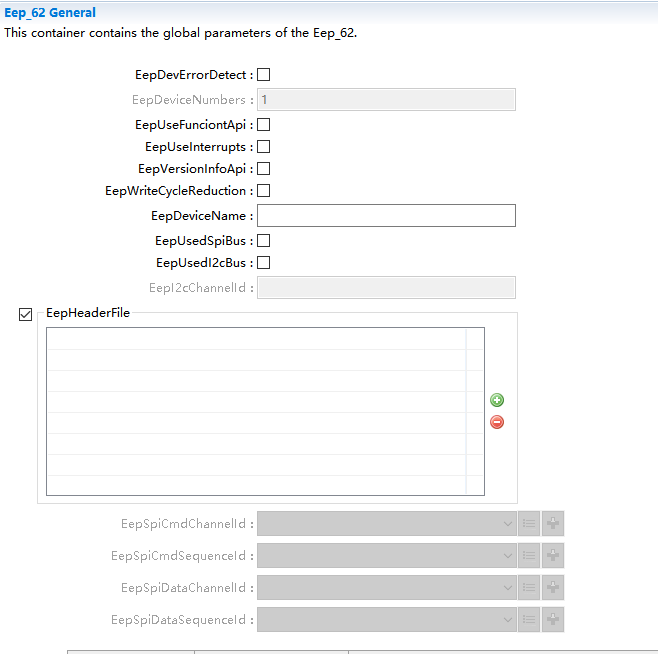 Eep_62 General
This container contains the global parameters of the Eep_62.
EepDevErrorDetect :
EepDeviceNumbers : 1
EepUseFunciontApi :
EepUseInterrupts :
EepVersionInfoApi :
EepWriteCycleReduction :
EepDeviceName :
EepUsedSpiBus :
EepUsedI2cBus :
EepI2cChannelId :
EepHeaderFile
EepSpiCmdChannelId :
EepSpiCmdSequenceId :
EepSpiDataChannelId :
EepSpiDataSequenceId :